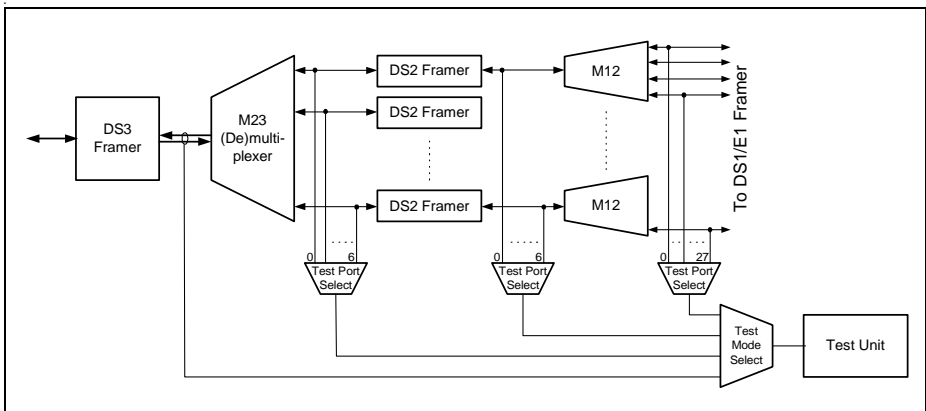 DS3
Framer
M23
(De)multi-
plexer
DS2 Framer
DS2 Framer
DS2 Framer
M12
M12
To DS1/E1 Framer
0 ..... 6
Test Port
Select
0 ..... 6
Test Port
Select
0 ..... 27
Test Port
Select
Test
Mode
Select
Test Unit